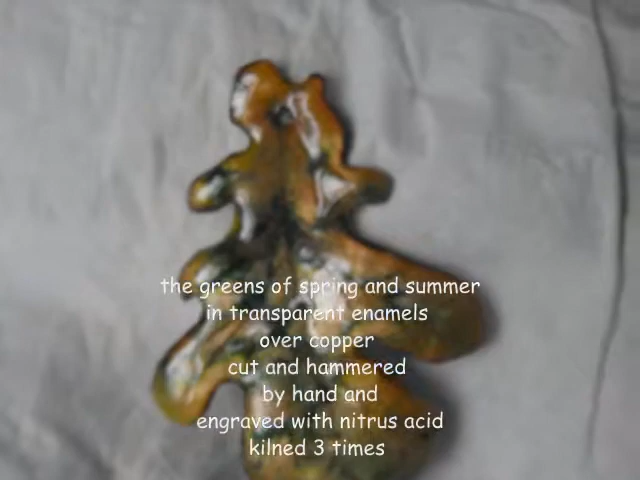 the greens of spring and summer
in transparent enamels
over copper
cut and hammered
by hand and
engraved with nitrus acid
kilned 3 times